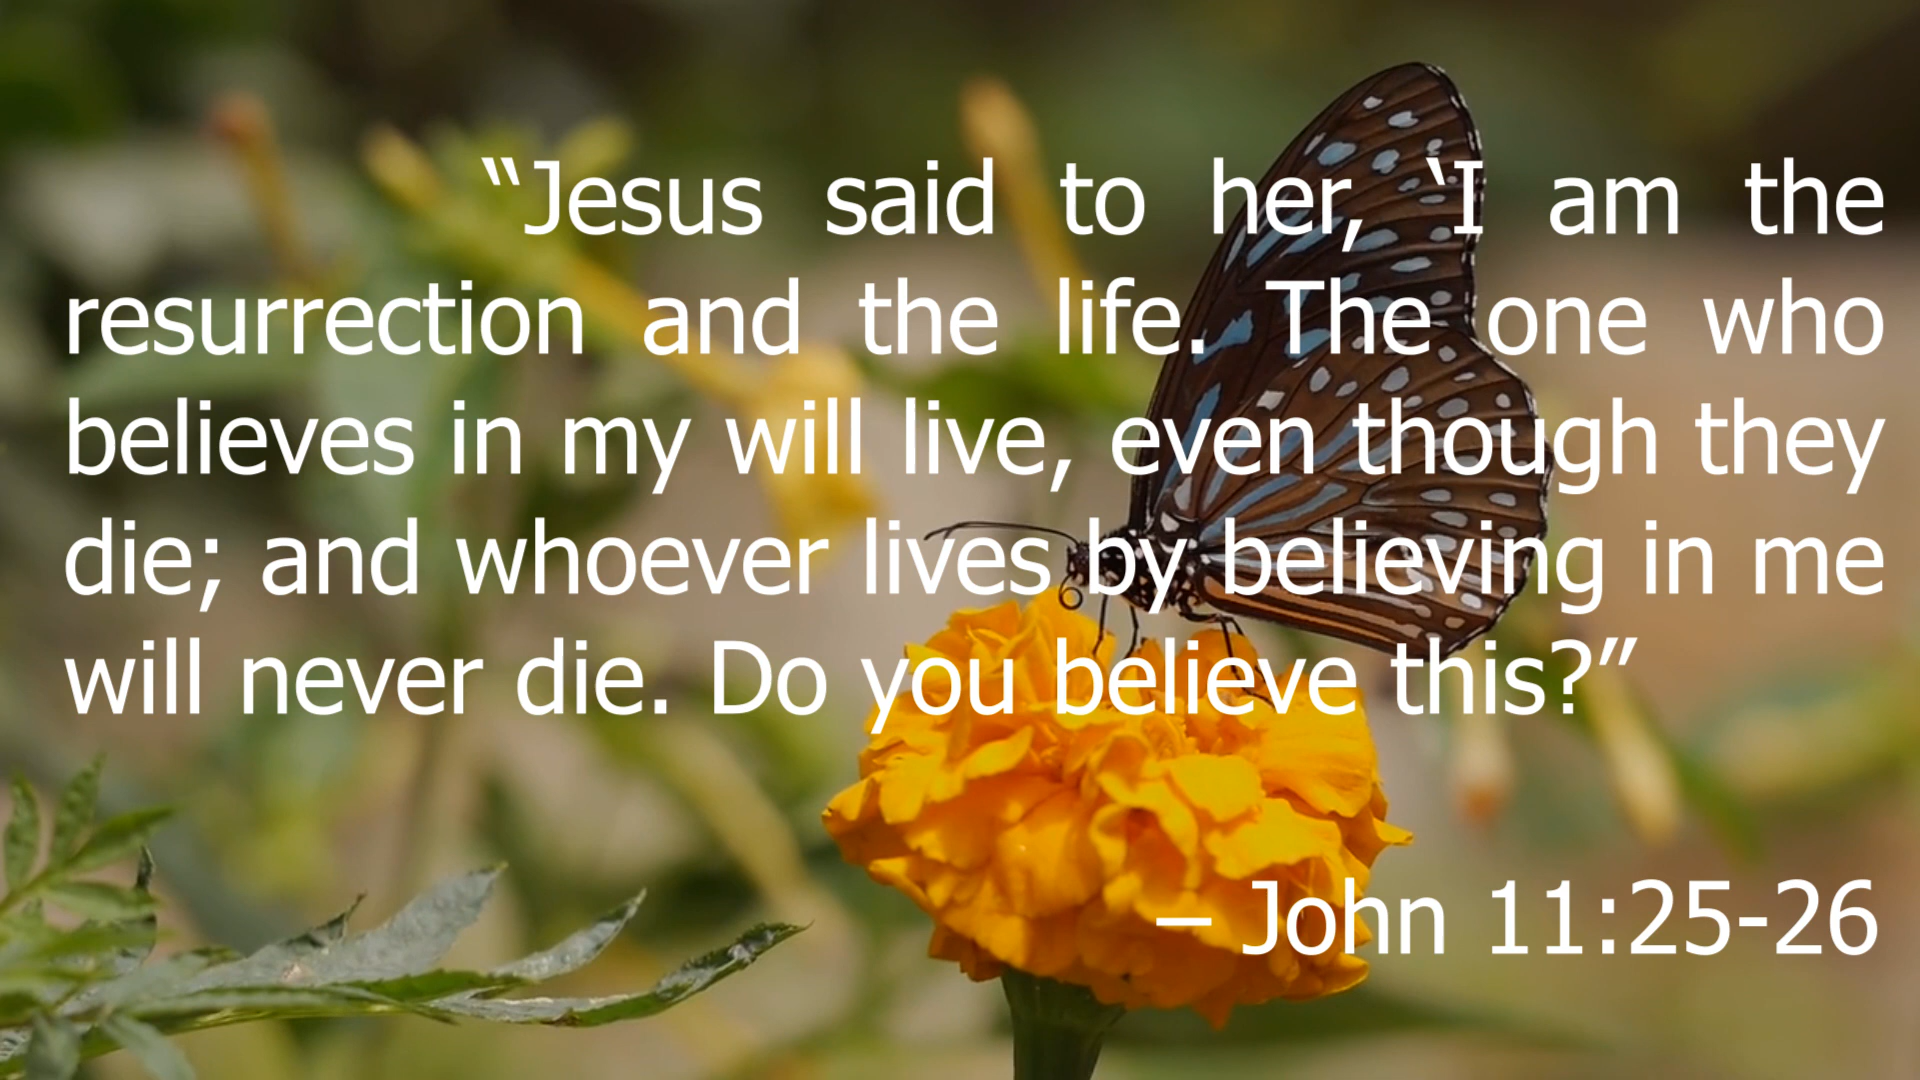 “Jesus said to her, ‘I am the
resurrection and the life. The one who
believes in my will live, even though they
die; and whoever lives by believing in me
will never die. Do you believe this?”
– John 11:25-26